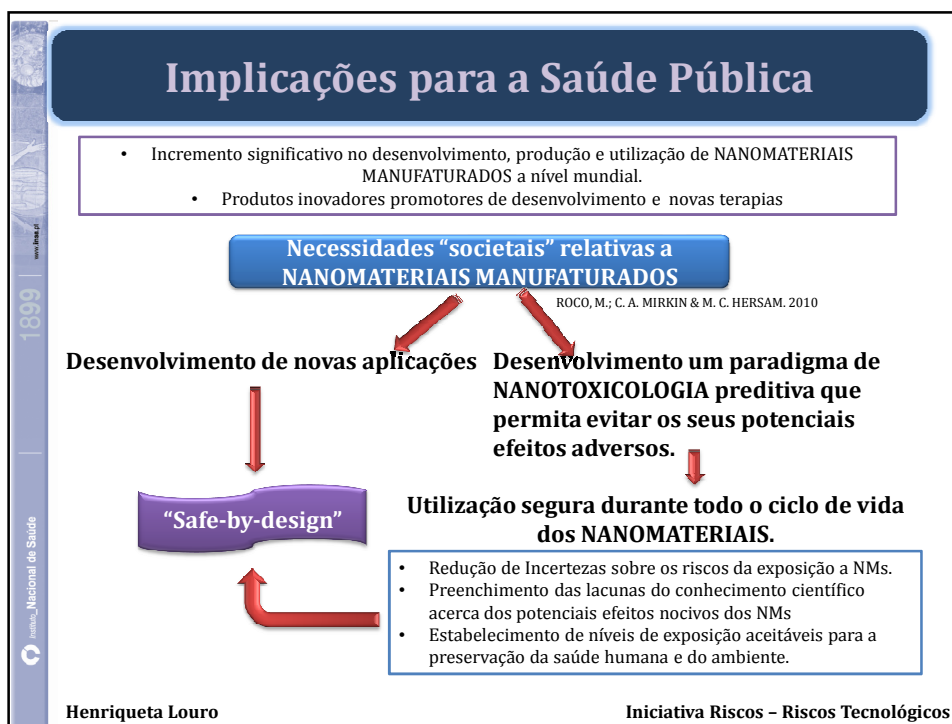 Implicações para a Saúde Pública
• Incremento significativo no desenvolvimento, produção e utilização de NANOMATERIAIS
MANUFATURADOS a nível mundial.
• Produtos inovadores promotores de desenvolvimento e novas terapias
Necessidades “societais” relativas a
NANOMATERIAIS MANUFATURADOS
ROCO, M.; C. A. MIRKIN & M. C. HERSAM. 2010
Desenvolvimento de novas aplicações
Desenvolvimento um paradigma de
NANOTOXICOLOGIA preditiva que
permita evitar os seus potenciais
efeitos adversos.
“Safe-by-design”
Utilização segura durante todo o ciclo de vida
dos NANOMATERIAIS.
• Redução de Incertezas sobre os riscos da exposição a NMs.
• Preenchimento das lacunas do conhecimento científico
acerca dos potenciais efeitos nocivos dos NMs
• Estabelecimento de níveis de exposição aceitáveis para a
preservação da saúde humana e do ambiente.
www.insa.pt
1899
Instituto_Nacional de Saúde
Henriqueta Louro
Iniciativa Riscos – Riscos Tecnológicos